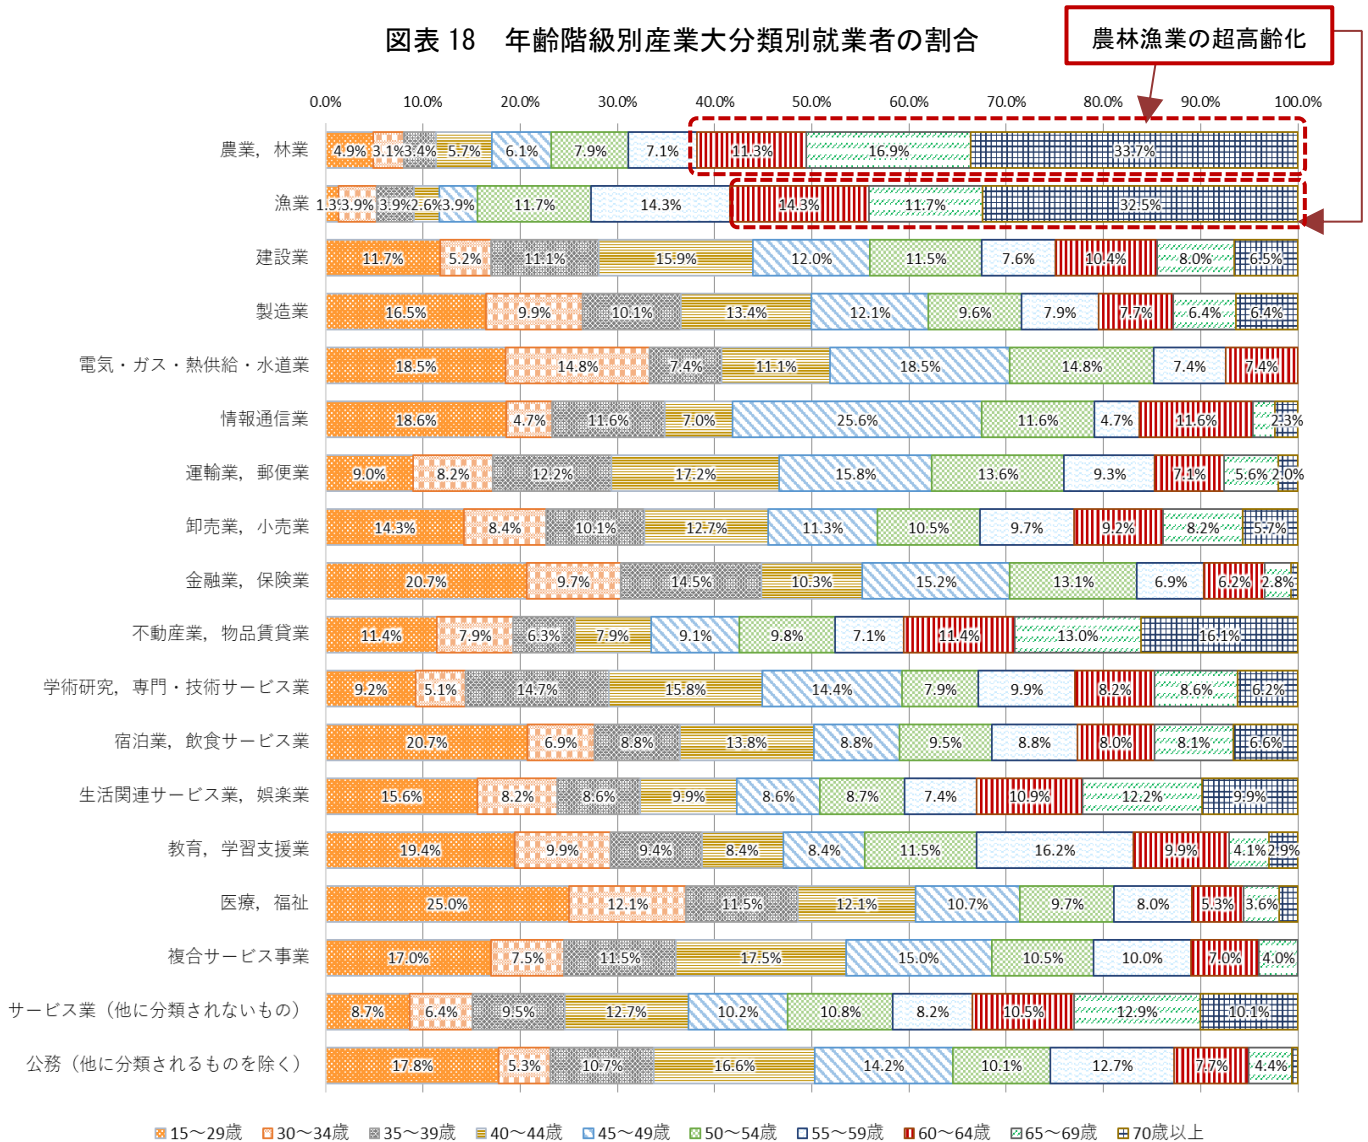 図表 18　年齢階級別産業大分類別就業者の割合
農林漁業の超高齢化
0.0% 10.0% 20.0% 30.0% 40.0% 50.0% 60.0% 70.0% 80.0% 90.0% 100.0%
農業，林業 4.9% 3.1% 3.4% 5.7% 6.1% 7.9% 7.1% 11.3% 16.9% 33.7%
漁業 1.3% 3.9% 3.9% 2.6% 3.9% 11.7% 14.3% 14.3% 11.7% 32.5%
建設業 11.7% 5.2% 11.1% 15.9% 12.0% 11.5% 7.6% 10.4% 8.0% 6.5%
製造業 16.5% 9.9% 10.1% 13.4% 12.1% 9.6% 7.9% 7.7% 6.4% 6.4%
電気・ガス・熱供給・水道業 18.5% 14.8% 7.4% 11.1% 18.5% 14.8% 7.4% 7.4%
情報通信業 18.6% 4.7% 11.6% 7.0% 25.6% 11.6% 4.7% 11.6% 2.3%
運輸業，郵便業 9.0% 8.2% 12.2% 17.2% 15.8% 13.6% 9.3% 7.1% 5.6% 2.0%
卸売業，小売業 14.3% 8.4% 10.1% 12.7% 11.3% 10.5% 9.7% 9.2% 8.2% 5.7%
金融業，保険業 20.7% 9.7% 14.5% 10.3% 15.2% 13.1% 6.9% 6.2% 2.8%
不動産業，物品賃貸業 11.4% 7.9% 6.3% 7.9% 9.1% 9.8% 7.1% 11.4% 13.0% 16.1%
学術研究，専門・技術サービス業 9.2% 5.1% 14.7% 15.8% 14.4% 7.9% 9.9% 8.2% 8.6% 6.2%
宿泊業，飲食サービス業 20.7% 6.9% 8.8% 13.8% 8.8% 9.5% 8.8% 8.0% 8.1% 6.6%
生活関連サービス業，娯楽業 15.6% 8.2% 8.6% 9.9% 8.6% 8.7% 7.4% 10.9% 12.2% 9.9%
教育，学習支援業 19.4% 9.9% 9.4% 8.4% 8.4% 11.5% 16.2% 9.9% 4.1% 2.9%
医療，福祉 25.0% 12.1% 11.5% 12.1% 10.7% 9.7% 8.0% 5.3% 3.6%
複合サービス事業 17.0% 7.5% 11.5% 17.5% 15.0% 10.5% 10.0% 7.0% 4.0%
サービス業（他に分類されないもの） 8.7% 6.4% 9.5% 12.7% 10.2% 10.8% 8.2% 10.5% 12.9% 10.1%
公務（他に分類されるものを除く） 17.8% 5.3% 10.7% 16.6% 14.2% 10.1% 12.7% 7.7% 4.4%
15～29歳 30～34歳 35～39歳 40～44歳 45～49歳 50～54歳 55～59歳 60～64歳 65～69歳 70歳以上